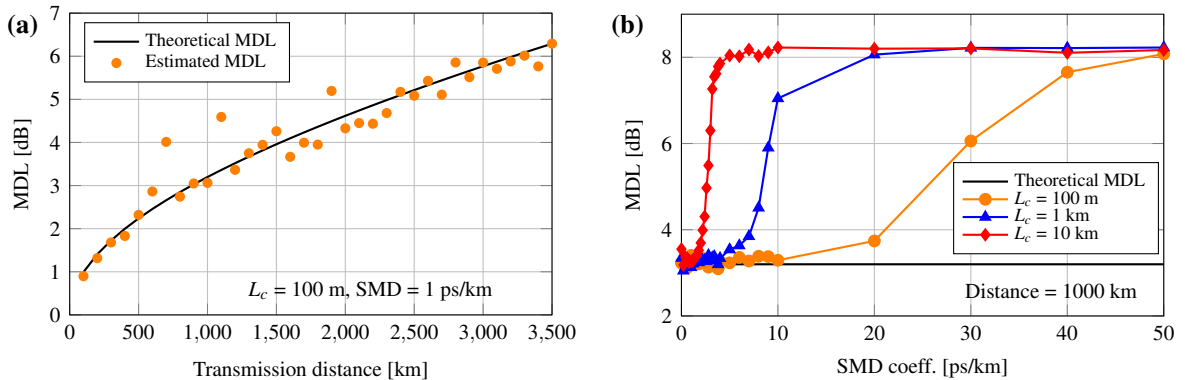 (a)
7
6
5
4
3
2
1
0
MDL [dB]
Theoretical MDL
Estimated MDL
L_c = 100 m, SMD = 1 ps/km
0 500 1,000 1,500 2,000 2,500 3,000 3,500
Transmission distance [km]
(b)
8
6
4
2
MDL [dB]
Theoretical MDL
L_c = 100 m
L_c = 1 km
L_c = 10 km
Distance = 1000 km
0 10 20 30 40 50
SMD coeff. [ps/km]